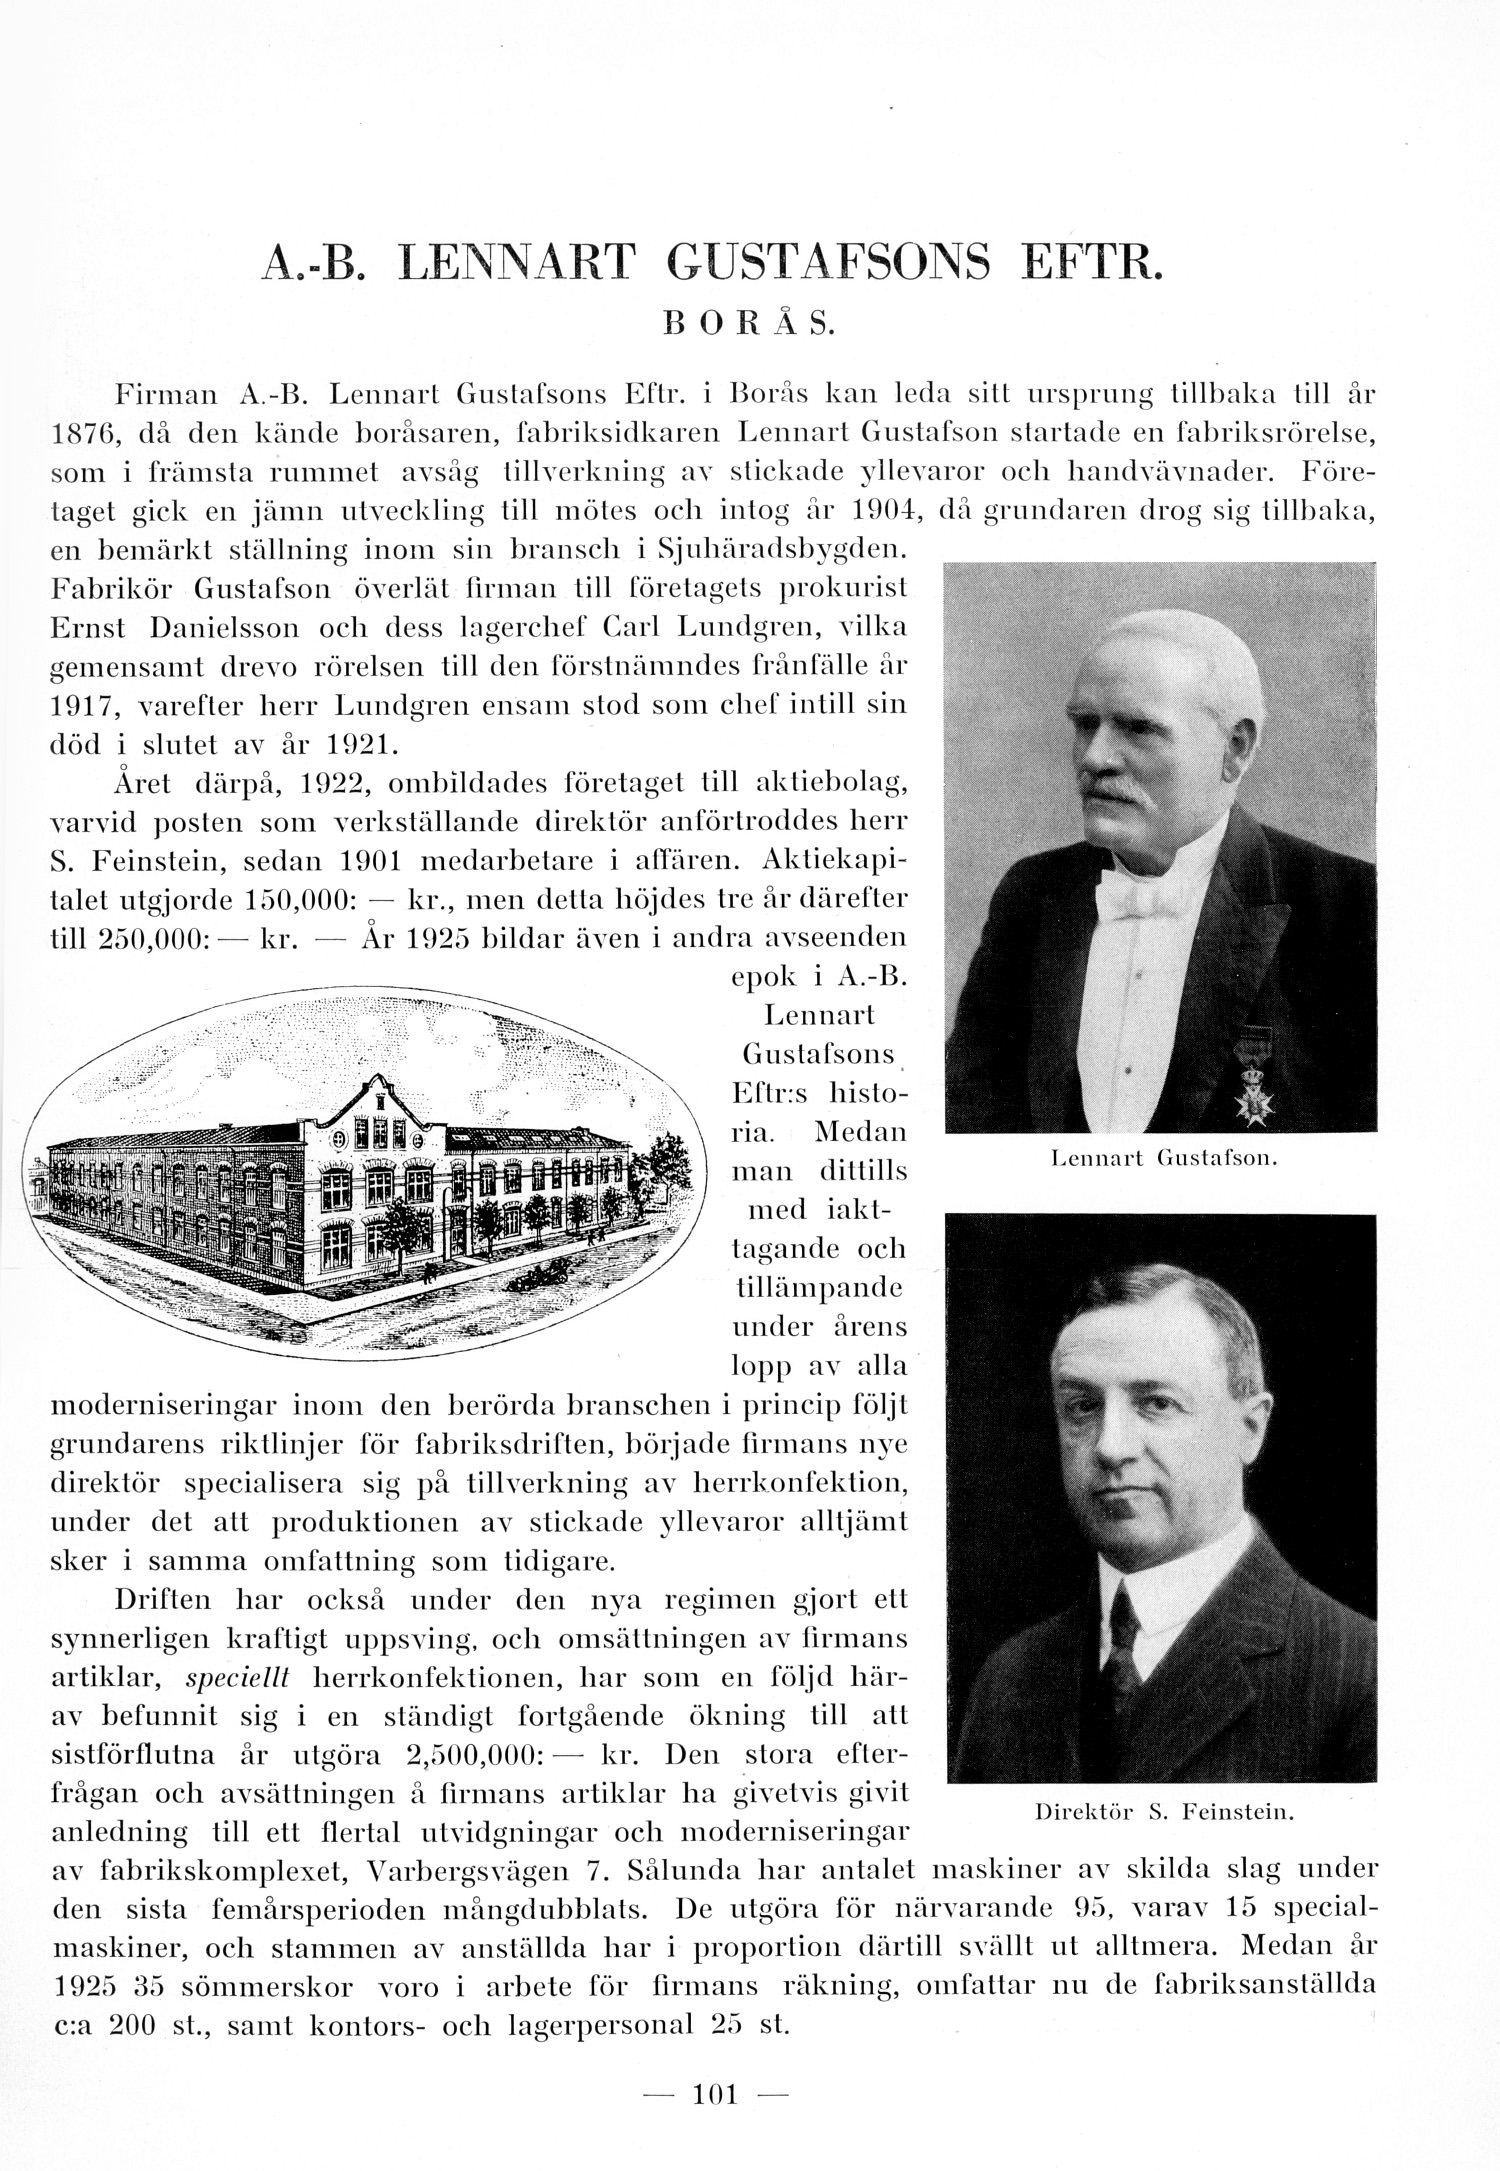 A.-B. LENNART GUSTAFSONS EFTR.
BORÅS.
Firman A.-B. Lennart Gustafsons Eftr. i Borås kan leda sitt ursprung tillbaka till år
1876, då den kände boråsaren, fabriksidkaren Lennart Gustafson startade en fabriksrörelse,
som i främsta rummet avsåg tillverkning av stickade yllevaror och handvävnader. Före-
taget gick en jämn utveckling till mötes och intog år 1904, då grundaren drog sig tillbaka,
en bemärkt ställning inom sin bransch i Sjuhäradsbygden.
Fabrikör Gustafson överlät firman till företagets prokurist
Ernst Danielsson och dess lagerchef Carl Lundgren, vilka
gemensamt drevo rörelsen till den förstnämndes frånfälle år
1917, varefter herr Lundgren ensam stod som chef intill sin
död i slutet av år 1921.
Året därpå, 1922, ombildades företaget till aktiebolag,
varvid posten som verkställande direktör anförtroddes herr
S. Feinstein, sedan 1901 medarbetare i affären. Aktiekapi-
talet utgjorde 150,000: — kr., men detta höjdes tre år därefter
till 250,000: — kr. — År 1925 bildar även i andra avseenden
epok i A.-B.
Lennart
Gustafsons
Eftr:s histo-
ria. Medan
man dittills
med iakt-
tagande och
tillämpande
under årens
lopp av alla
moderniseringar inom den berörda branschen i princip följt
grundarens riktlinjer för fabriksdriften, började firmans nye
direktör specialisera sig på tillverkning av herrkonfektion,
under det att produktionen av stickade yllevaror alltjämt
sker i samma omfattning som tidigare.
Driften har också under den nya regimen gjort ett
synnerligen kraftigt uppsving, och omsättningen av firmans
artiklar, speciellt herrkonfektionen, har som en följd här-
av befunnit sig i en ständigt fortgående ökning till att
sistförflutna år utgöra 2,500,000: — kr. Den stora efter-
frågan och avsättningen å firmans artiklar ha givetvis givit
anledning till ett flertal utvidgningar och moderniseringar
av fabrikskomplexet, Varbergsvägen 7. Sålunda har antalet maskiner av skilda slag under
den sista femårsperioden mångdubblats. De utgöra för närvarande 95, varav 15 special-
maskiner, och stammen av anställda har i proportion därtill svällt ut alltmera. Medan år
1925 35 sömmerskor voro i arbete för firmans räkning, omfattar nu de fabriksanställda
c:a 200 st., samt kontors- och lagerpersonal 25 st.
Lennart Gustafson.
Direktör S. Feinstein.
— 101 —